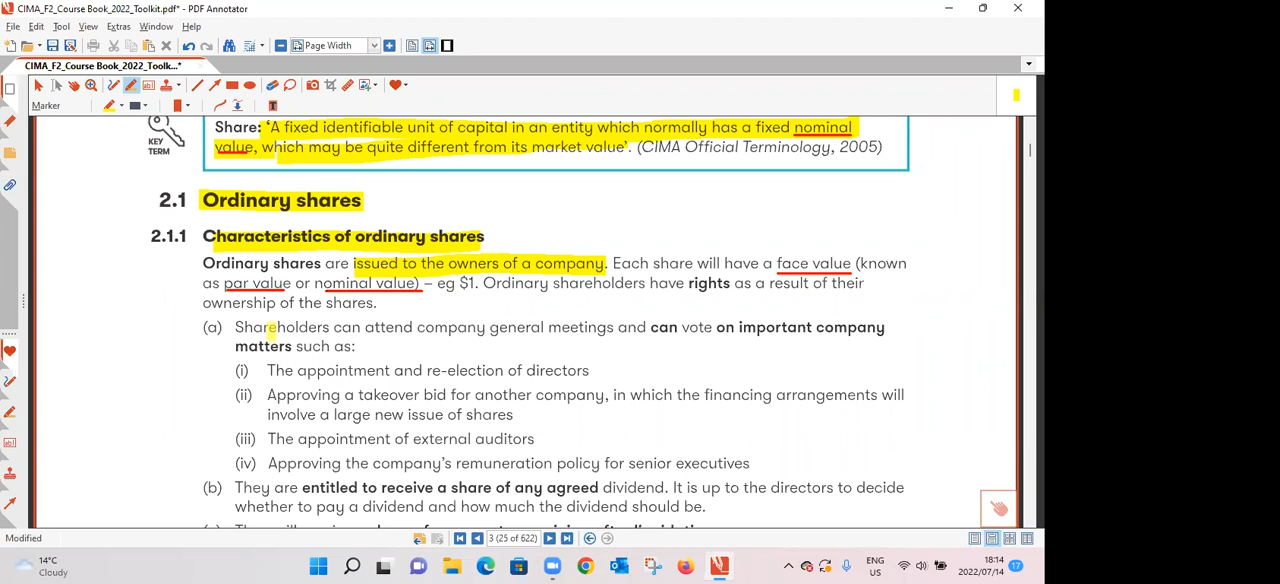 CIMA_F2_Course Book_2022_Toolkit.pdf* - PDF Annotator
File Edit Tool View Extras Window Help
Page Width
CIMA_F2_Course Book_2022_Toolk...*
Marker
KEY
TERM
Share: ‘A fixed identifiable unit of capital in an entity which normally has a fixed nominal
value, which may be quite different from its market value’. (CIMA Official Terminology, 2005)
2.1 Ordinary shares
2.1.1 Characteristics of ordinary shares
Ordinary shares are issued to the owners of a company. Each share will have a face value (known
as par value or nominal value) – eg $1. Ordinary shareholders have rights as a result of their
ownership of the shares.
(a) Shareholders can attend company general meetings and can vote on important company
matters such as:
(i) The appointment and re-election of directors
(ii) Approving a takeover bid for another company, in which the financing arrangements will
involve a large new issue of shares
(iii) The appointment of external auditors
(iv) Approving the company’s remuneration policy for senior executives
(b) They are entitled to receive a share of any agreed dividend. It is up to the directors to decide
whether to pay a dividend and how much the dividend should be.
Modified
3 (25 of 622)
14°C
Cloudy
ENG
US
18:14
2022/07/14
17